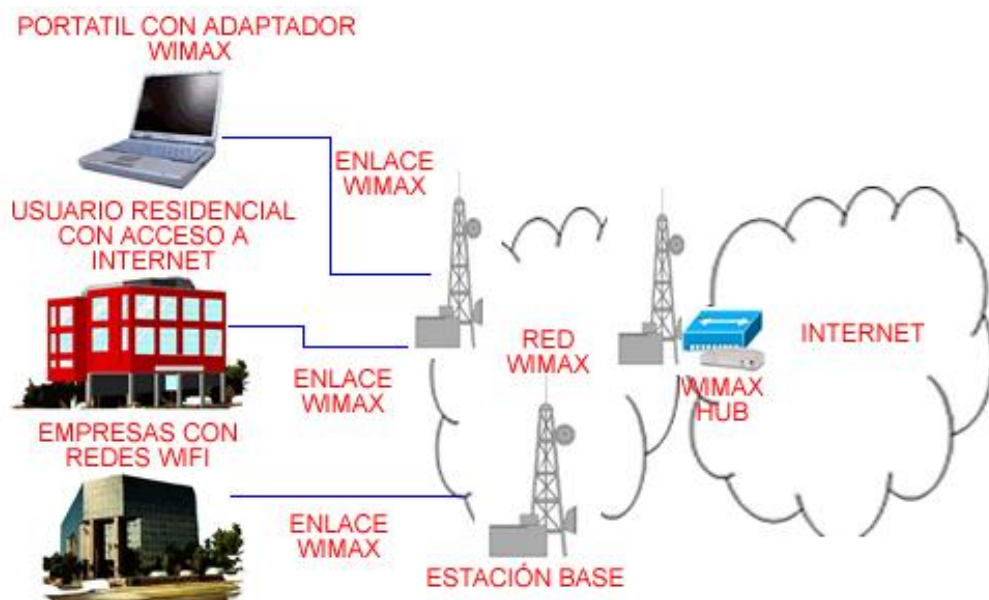 PORTATIL CON ADAPTADOR
WIMAX
ENLACE
WIMAX
USUARIO RESIDENCIAL
CON ACCESO A
INTERNET
RED
WIMAX
INTERNET
ENLACE
WIMAX
WIMAX
HUB
EMPRESAS CON
REDES WIFI
ENLACE
WIMAX
ESTACIÓN BASE